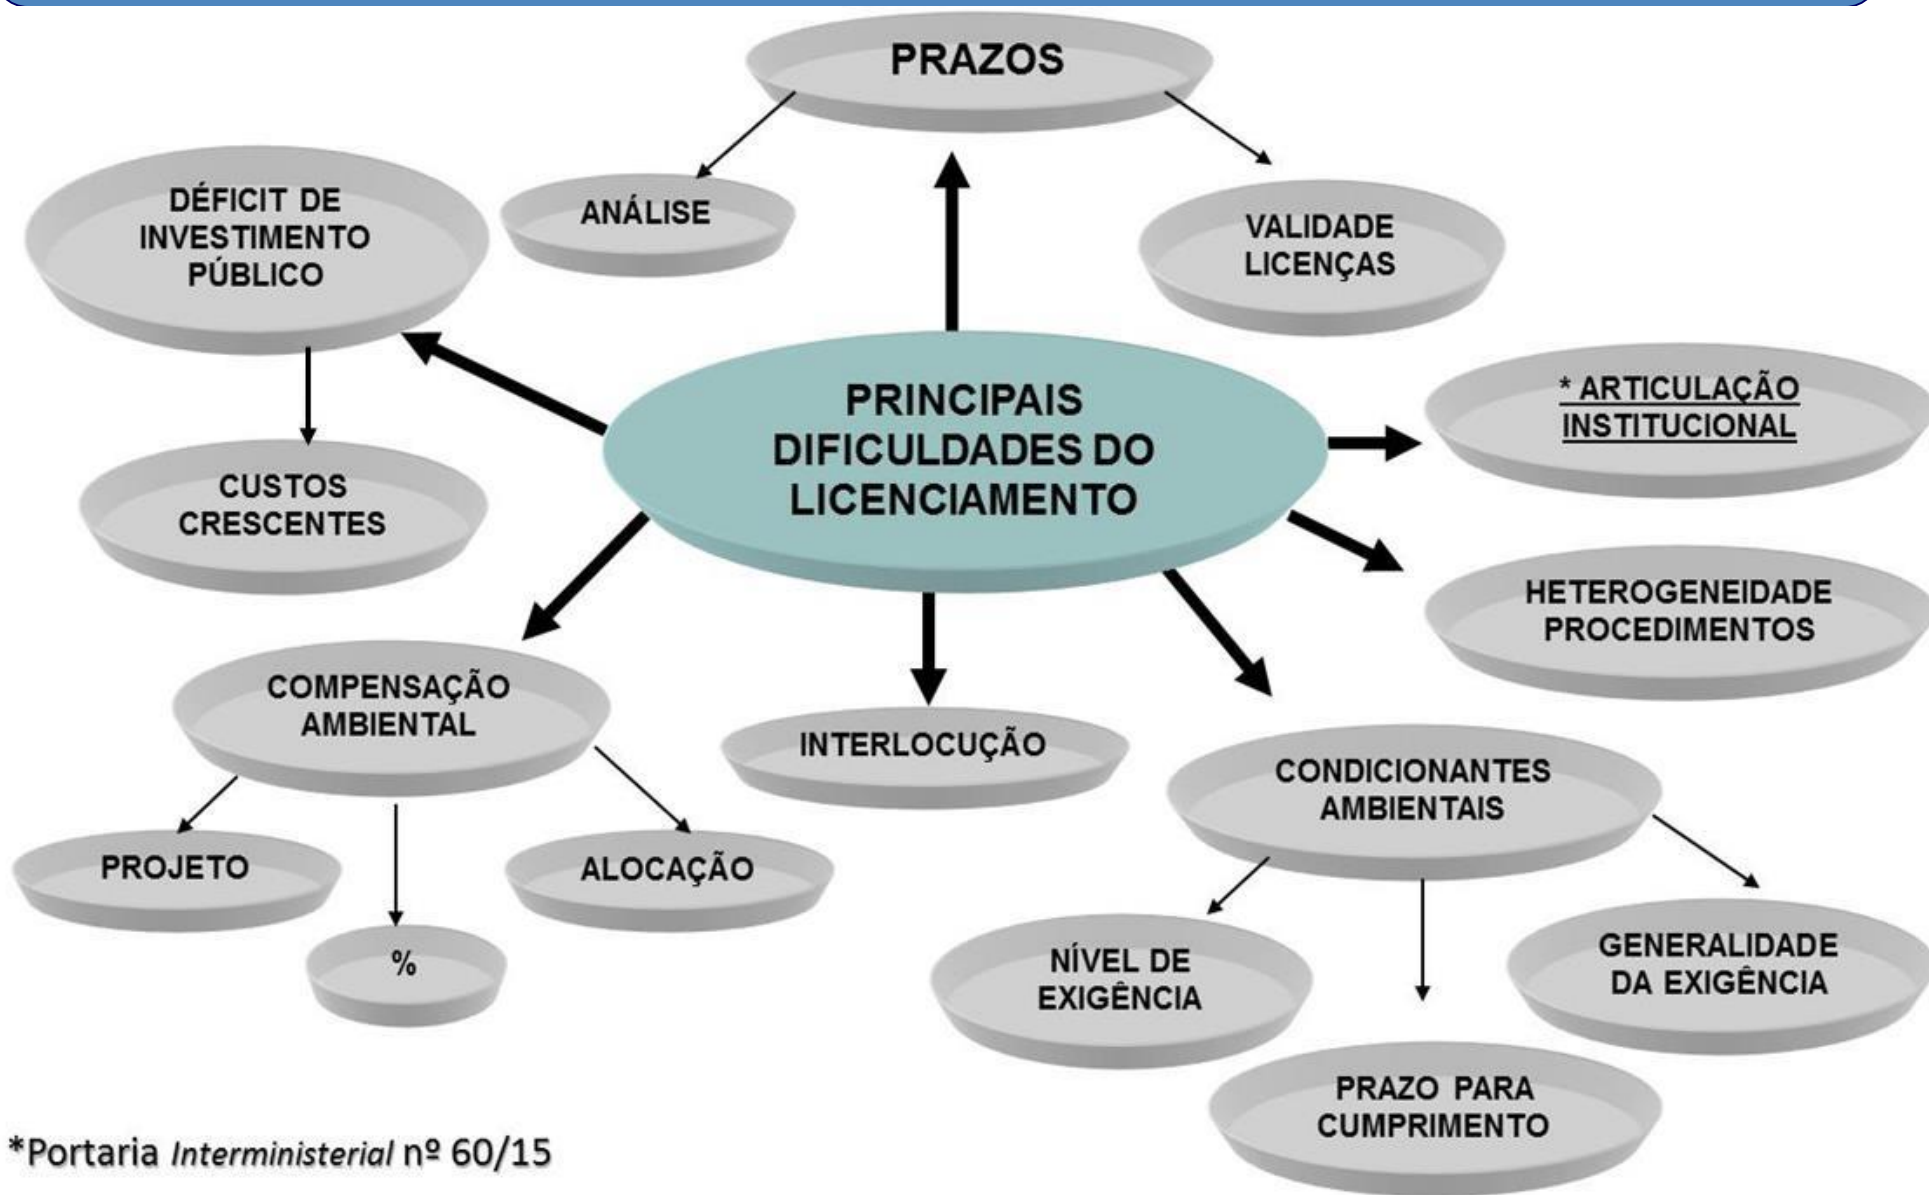 PRAZOS
ANÁLISE
VALIDADE
LICENÇAS
DÉFICIT DE
INVESTIMENTO
PÚBLICO
CUSTOS
CRESCENTES
PRINCIPAIS
DIFICULDADES DO
LICENCIAMENTO
* ARTICULAÇÃO
INSTITUCIONAL
HETEROGENEIDADE
PROCEDIMENTOS
COMPENSAÇÃO
AMBIENTAL
PROJETO
%
ALOCAÇÃO
INTERLOCUÇÃO
CONDICIONANTES
AMBIENTAIS
NÍVEL DE
EXIGÊNCIA
PRAZO PARA
CUMPRIMENTO
GENERALIDADE
DA EXIGÊNCIA
*Portaria Interministerial nº 60/15